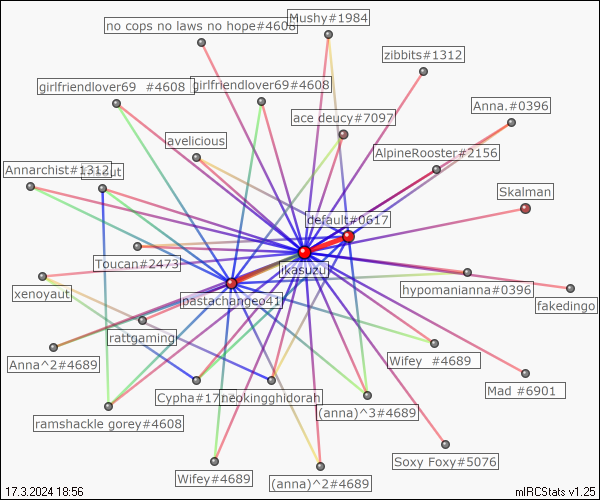 no cops no laws no hope#4608
Mushy#1984
zibbits#1312
girlfriendlover69 #4608
girlfriendlover69#4608
Anna.#0396
ace deucy#7097
avelicious
AlpineRooster#2156
Annarchist#1312
Skalman
default#0617
Toucan#2473
jikasuzuj
hypomanianna#0396
xenoyaut
pastachangeo41
fakedingo
rattgaming
Anna^2#4689
Wifey #4689
Cypha#17
neokingghidorah
Mad #6901
(anna)^3#4689
ramshackle gorey#4608
Soxy Foxy#5076
Wifey#4689
(anna)^2#4689
17.3.2024 18:56
mIRCStats v1.25